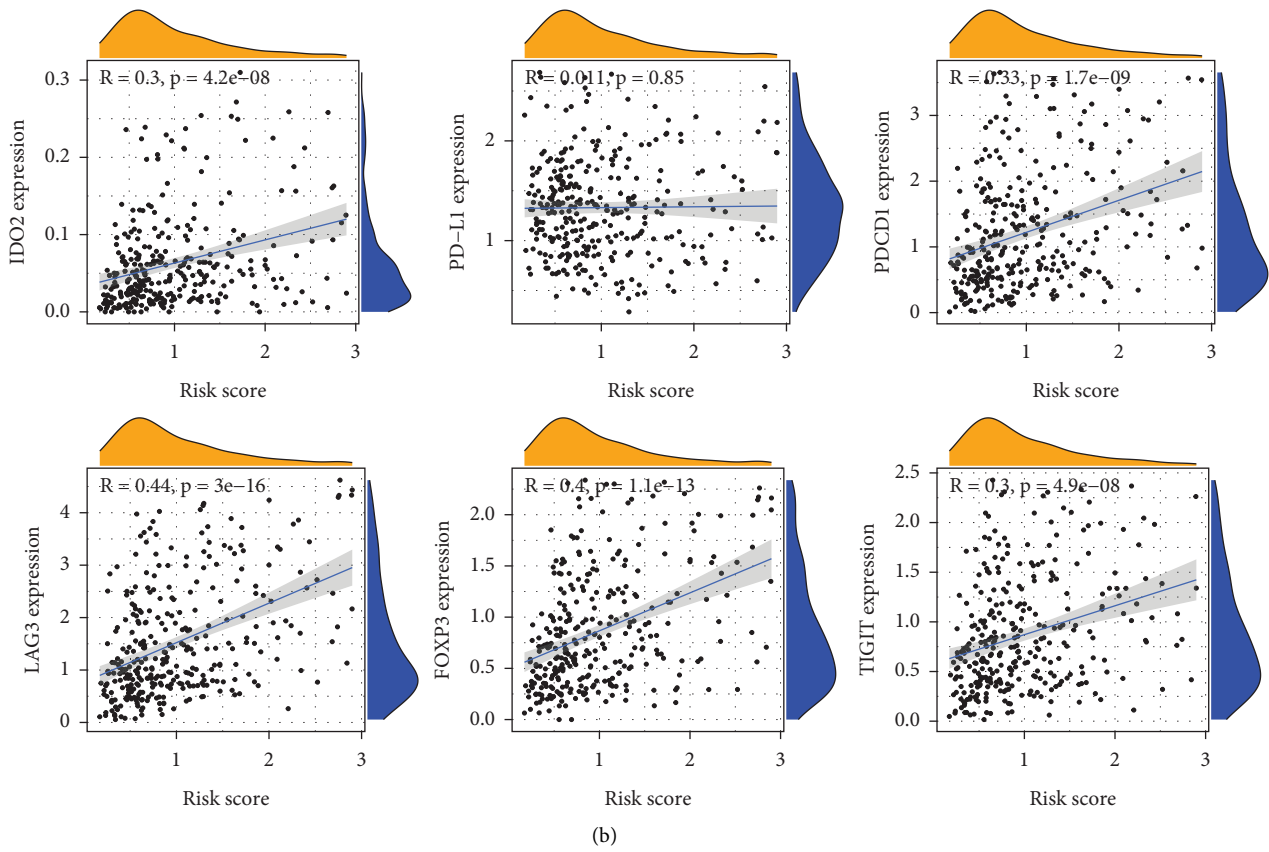 R = 0.3, p = 4.2e−08
IDO2 expression
0.3
0.2
0.1
0.0
1 2 3
Risk score
R = 0.011, p = 0.85
PD−L1 expression
2
1
1 2 3
Risk score
R = 0.33, p = 1.7e−09
PDCD1 expression
3
2
1
0
1 2 3
Risk score
R = 0.44, p = 3e−16
LAG3 expression
4
3
2
1
0
1 2 3
Risk score
R = 0.4, p = 1.1e−13
FOXP3 expression
2.0
1.5
1.0
0.5
0.0
1 2 3
Risk score
R = 0.3, p = 4.9e−08
TIGIT expression
2.5
2.0
1.5
1.0
0.5
0.0
1 2 3
Risk score
(b)